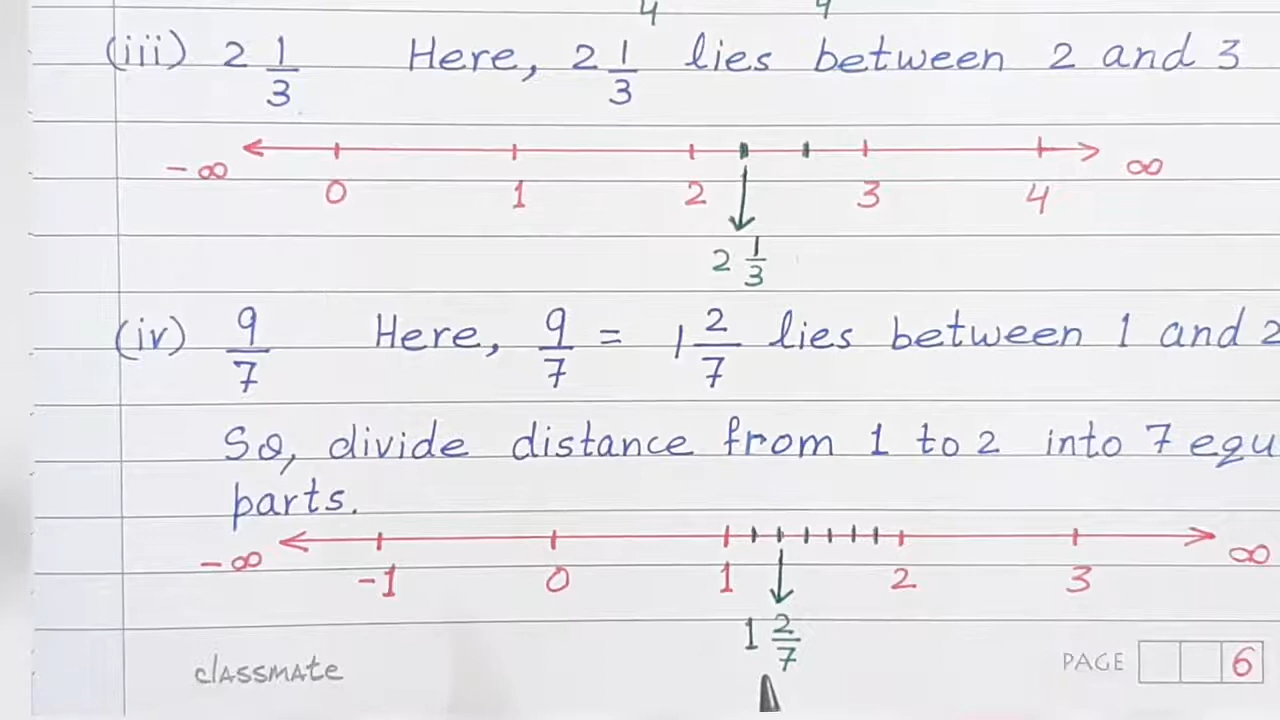 4 4
(iii) 2 1/3 Here, 2 1/3 lies between 2 and 3
-∞ 0 1 2 3 4 ∞
2 1/3
(iv) 9/7 Here, 9/7 = 1 2/7 lies between 1 and 2
So, divide distance from 1 to 2 into 7 equ
parts.
-∞ -1 0 1 2 3 ∞
1 2/7
classmate PAGE 6